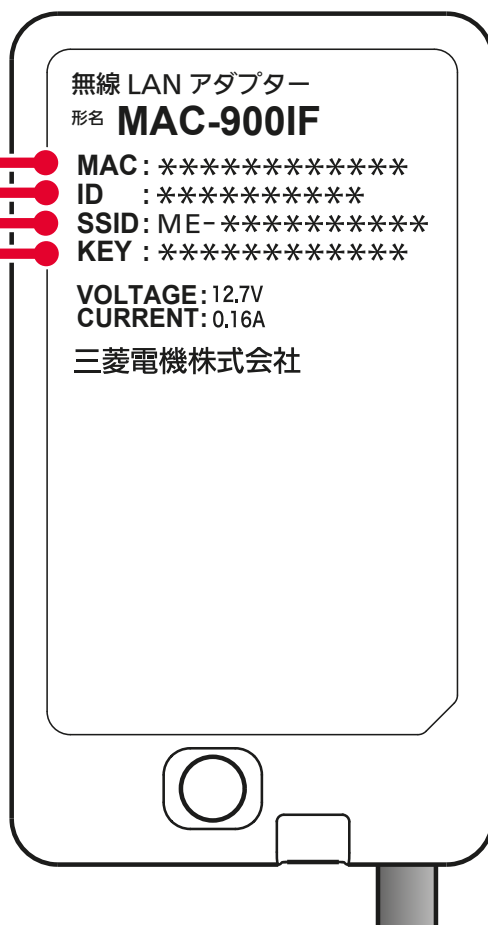 無線 LAN アダプター
形名 MAC-900IF
MAC: ************
ID : **********
SSID: ME-**********
KEY : ************
VOLTAGE: 12.7V
CURRENT: 0.16A
三菱電機株式会社